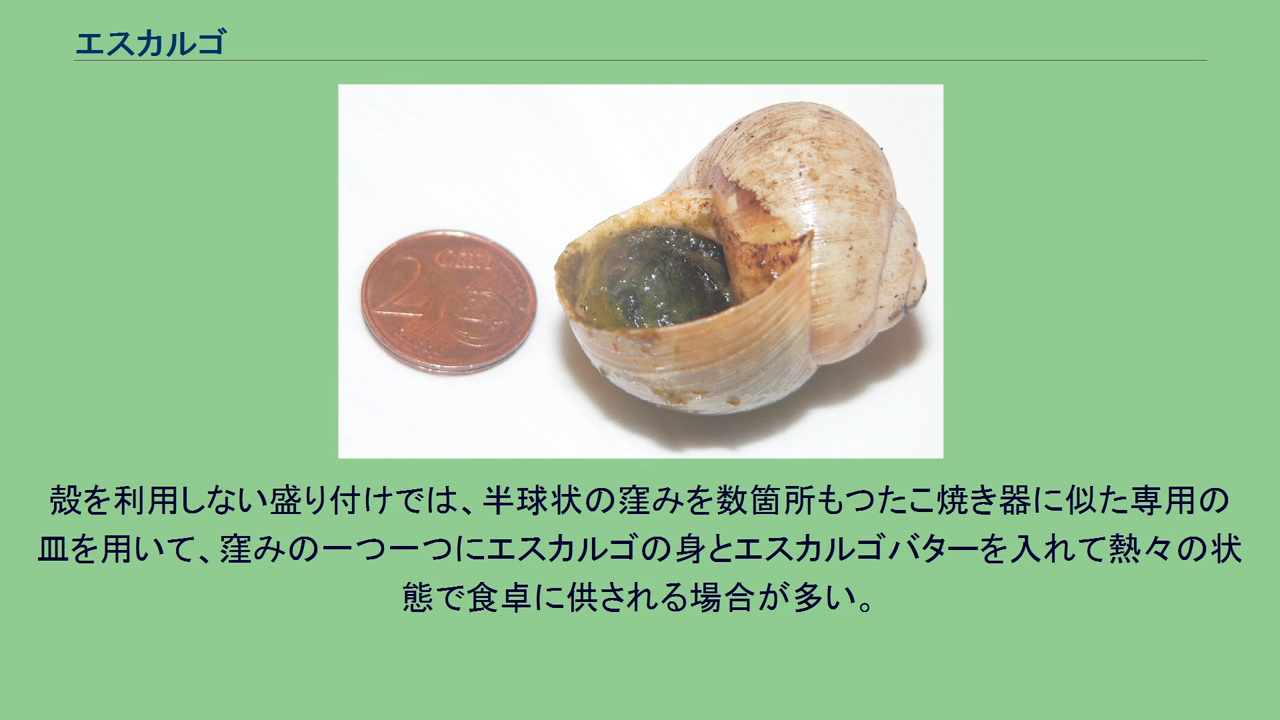 エスカルゴ
2 CENT
殻を利用しない盛り付けでは、半球状の窪みを数箇所もつたこ焼き器に似た専用の
皿を用いて、窪みの一つ一つにエスカルゴの身とエスカルゴバターを入れて熱々の状
態で食卓に供される場合が多い。